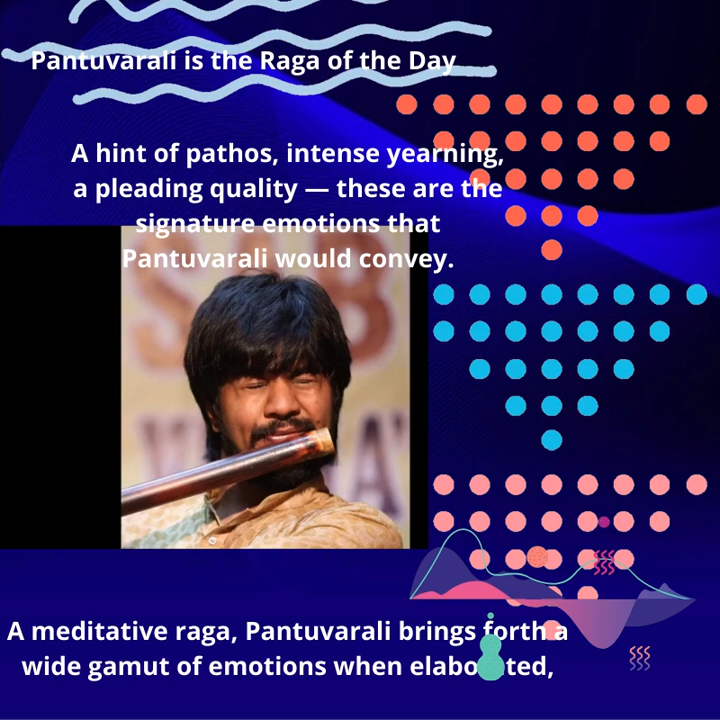 Pantuvarali is the Raga of the Day
A hint of pathos, intense yearning,
a pleading quality — these are the
signature emotions that
Pantuvarali would convey.
A meditative raga, Pantuvarali brings forth a
wide gamut of emotions when elaborated,